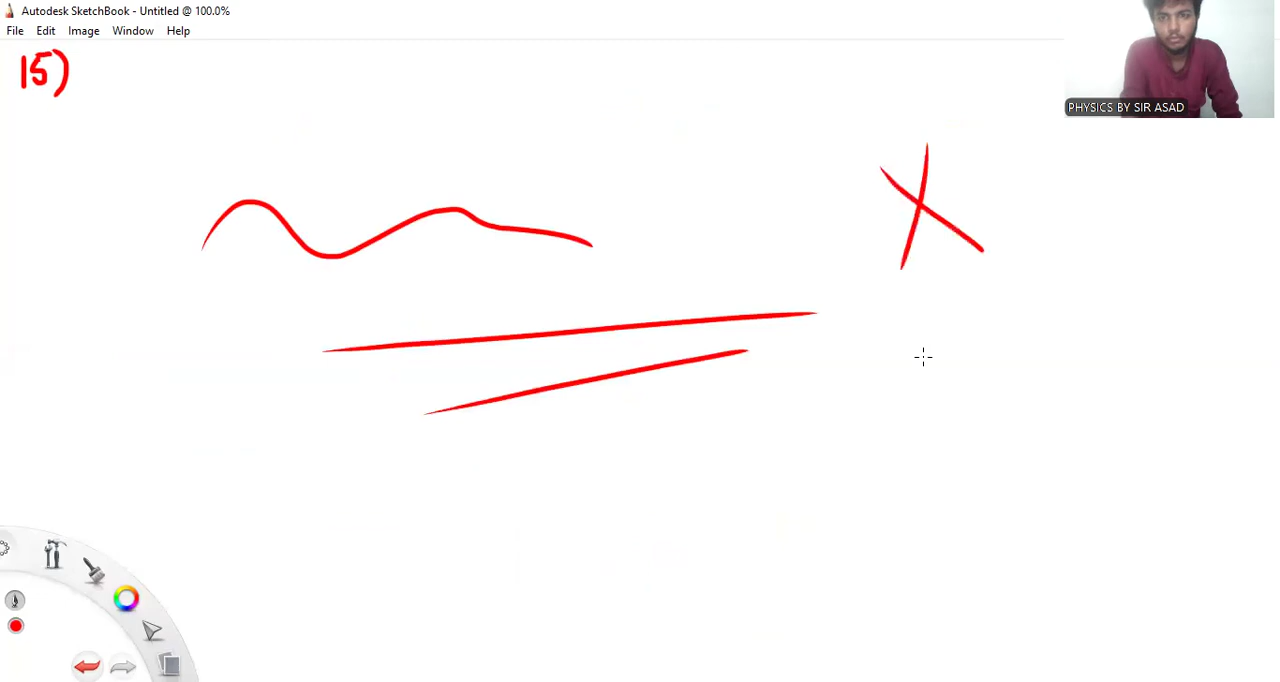 Autodesk SketchBook - Untitled @ 100.0%
File Edit Image Window Help
15)
PHYSICS BY SIR ASAD